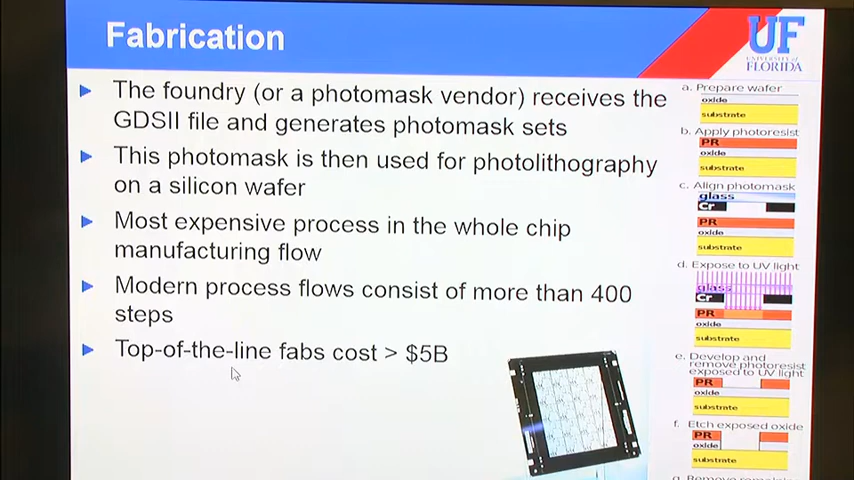 Fabrication
UF
UNIVERSITY of
FLORIDA
The foundry (or a photomask vendor) receives the
GDSII file and generates photomask sets
This photomask is then used for photolithography
on a silicon wafer
Most expensive process in the whole chip
manufacturing flow
Modern process flows consist of more than 400
steps
Top-of-the-line fabs cost > $5B
a. Prepare wafer
oxide
substrate
b. Apply photoresist
PR
oxide
substrate
c. Align photomask
glass
Cr
PR
oxide
substrate
d. Expose to UV light
glass
Cr
PR
oxide
substrate
e. Develop and
remove photoresist
exposed to UV light
PR
oxide
substrate
f. Etch exposed oxide
PR
oxide
substrate